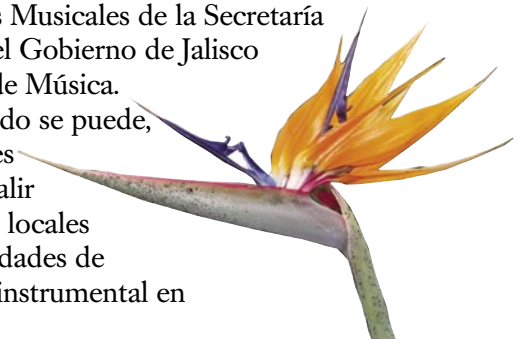 s Musicales de la Secretaría
el Gobierno de Jalisco
de Música.
do se puede,
es
alir
locales
dades de
instrumental en